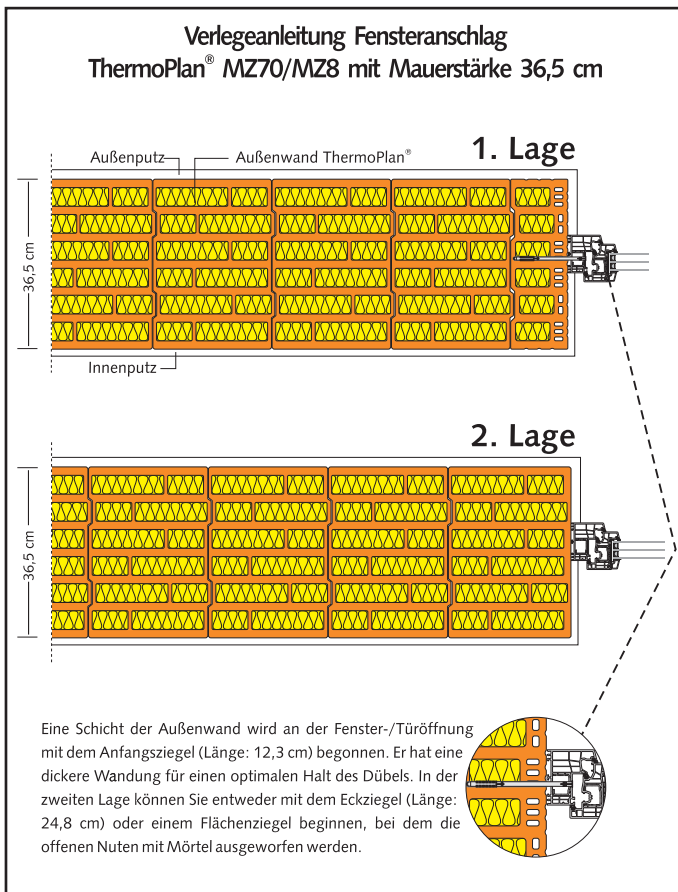 Verlegeanleitung Fensteranschlag
ThermoPlan® MZ70/MZ8 mit Mauerstärke 36,5 cm
1. Lage
Außenputz
Außenwand ThermoPlan®
36,5 cm
Innenputz
2. Lage
36,5 cm
Eine Schicht der Außenwand wird an der Fenster-/Türöffnung
mit dem Anfangsziegel (Länge: 12,3 cm) begonnen. Er hat eine
dickere Wandung für einen optimalen Halt des Dübels. In der
zweiten Lage können Sie entweder mit dem Eckziegel (Länge:
24,8 cm) oder einem Flächenziegel beginnen, bei dem die
offenen Nuten mit Mörtel ausgeworfen werden.